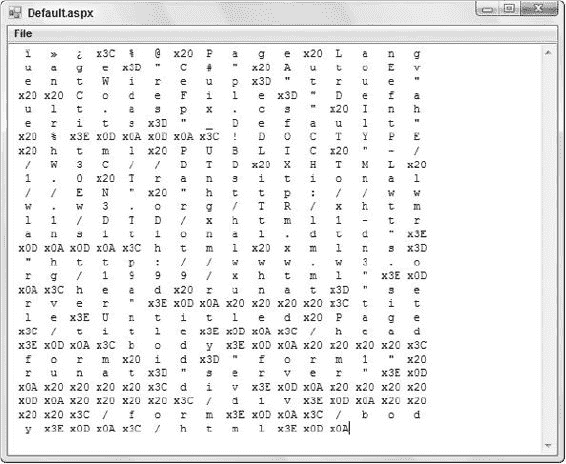 Default.aspx
File
ï » ¿ x3C % @ x20 P a g e x20 L a n g
u a g e x3D " C # " x20 A u t o E v
e n t W i r e u p x3D " t r u e "
x20 x20 C o d e F i l e x3D " D e f a
u l t . a s p x . c s " x20 I n h
e r i t s x3D " _ D e f a u l t "
x20 % x3E x0D x0A x0D x0A x3C ! D O C T Y P E
x20 h t m l x20 P U B L I C x20 " - /
/ W 3 C / / D T D x20 X H T M L x20
1 . 0 x20 T r a n s i t i o n a l
/ / E N " x20 " h t t p : / / w w
w . w 3 . o r g / T R / x h t m
l 1 / D T D / x h t m l 1 - t r
a n s i t i o n a l . d t d " x3E
x0D x0A x0D x0A x3C h t m l x20 x m l n s x3D
" h t t p : / / w w w . w 3 . o
r g / 1 9 9 9 / x h t m l " x3E x0D
x0A x3C h e a d x20 r u n a t x3D " s e
r v e r " x3E x0D x0A x20 x20 x20 x20 x3C t i t
l e x3E U n t i t l e d x20 P a g e
x3C / t i t l e x3E x0D x0A x3C / h e a d
x3E x0D x0A x3C b o d y x3E x0D x0A x20 x20 x20 x20 x3C
f o r m x20 i d x3D " f o r m 1 " x20
r u n a t x3D " s e r v e r " x3E x0D
x0A x20 x20 x20 x3C d i v x3E x0D x0A x20 x20 x20 x20
x0D x0A x20 x20 x20 x20 x3C / d i v x3E x0D x0A x20 x20
x20 x20 x3C / f o r m x3E x0D x0A x3C / b o d
y x3E x0D x0A x3C / h t m l x3E x0D x0A